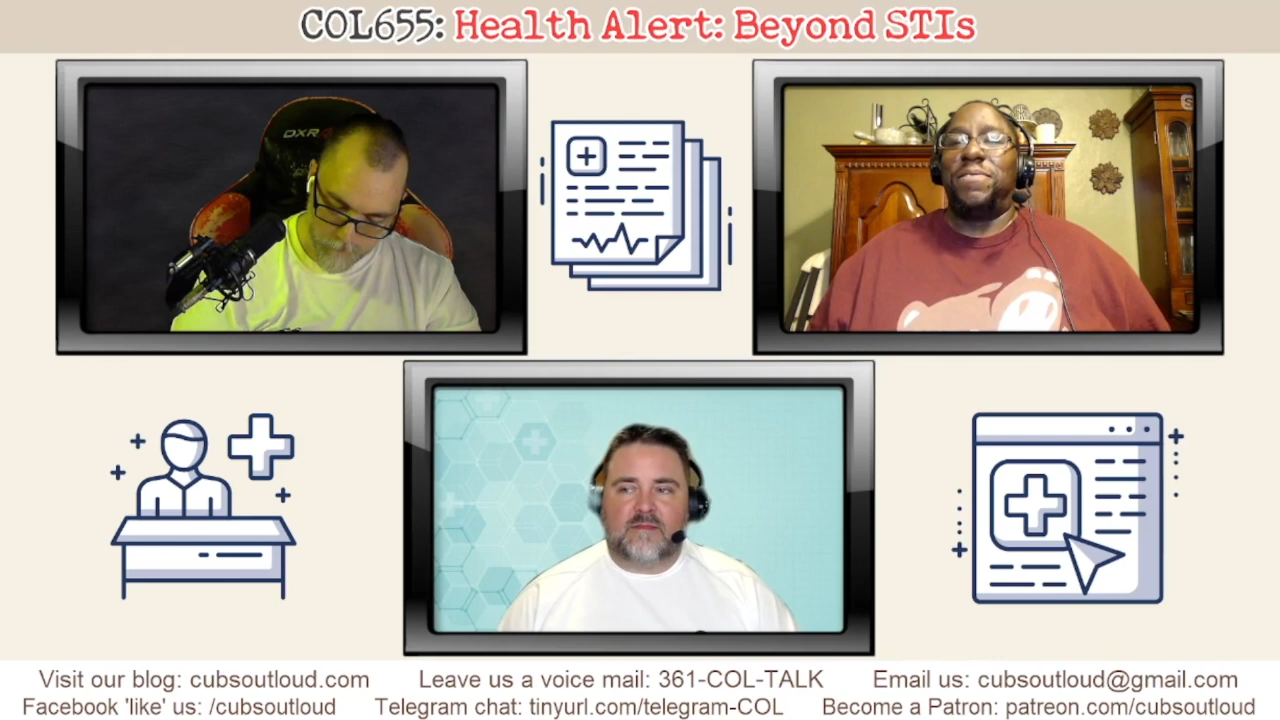 COL655: Health Alert: Beyond STIs
DXR
Visit our blog: cubsoutloud.com Leave us a voice mail: 361-COL-TALK Email us: cubsoutloud@gmail.com
Facebook 'like' us: /cubsoutloud Telegram chat: tinyurl.com/telegram-COL Become a Patron: patreon.com/cubsoutloud